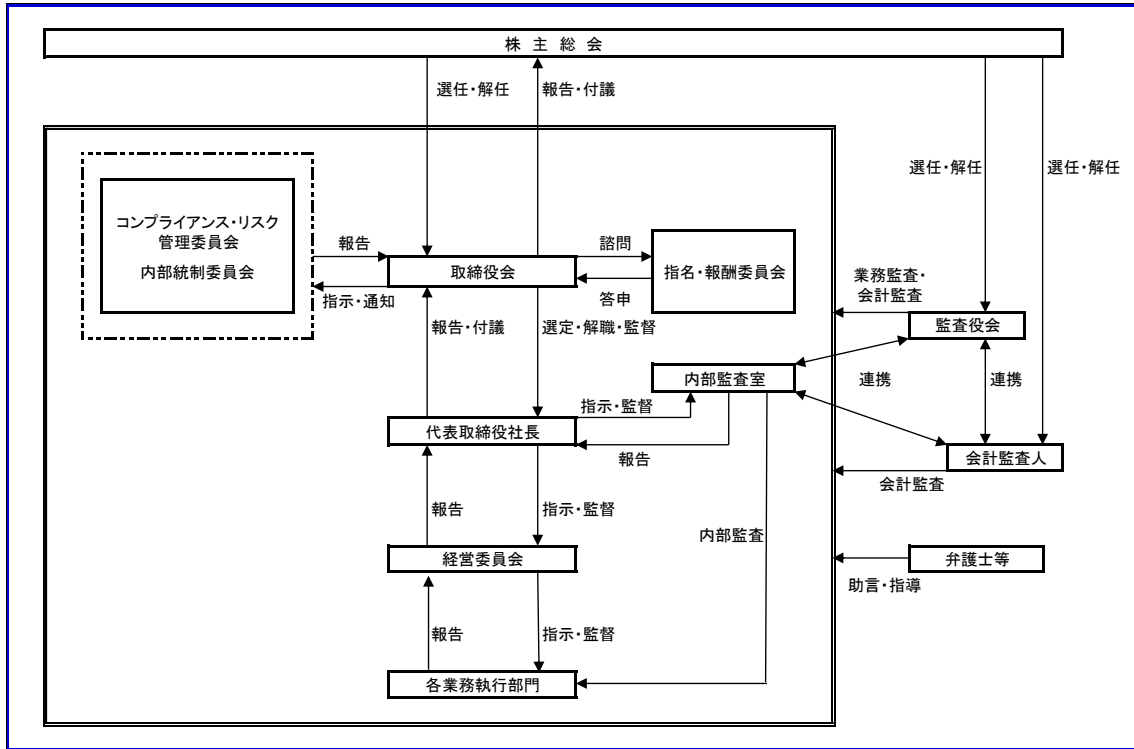 株主総会
選任・解任
報告・付議
選任・解任
選任・解任
コンプライアンス・リスク
管理委員会
内部統制委員会
報告
指示・通知
取締役会
諮問
答申
指名・報酬委員会
業務監査・
会計監査
監査役会
報告・付議
選定・解職・監督
内部監査室
連携
連携
指示・監督
代表取締役社長
報告
会計監査人
会計監査
報告
指示・監督
内部監査
経営委員会
弁護士等
助言・指導
報告
指示・監督
各業務執行部門